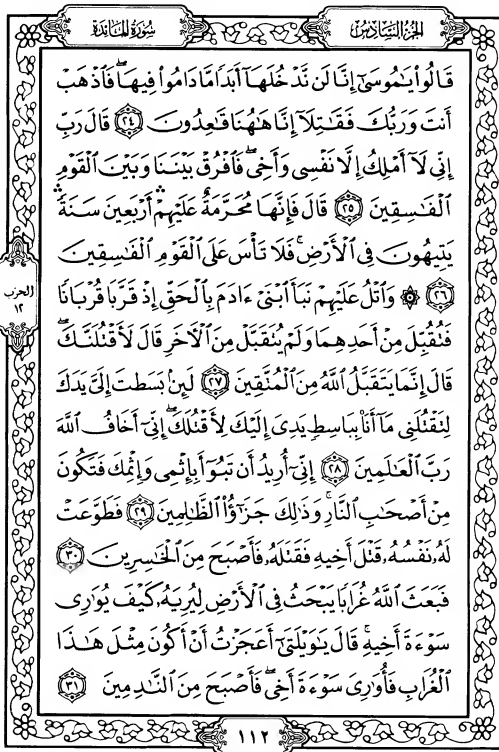 الجزء السادس
سورة المائدة
قَالُوا۟ يَـٰمُوسَىٰٓ إِنَّا لَن نَّدْخُلَهَآ أَبَدًا مَّا دَامُوا۟ فِيهَا ۖ فَٱذْهَبْ
أَنتَ وَرَبُّكَ فَقَـٰتِلَآ إِنَّا هَـٰهُنَا قَـٰعِدُونَ ٢٤ قَالَ رَبِّ
إِنِّى لَآ أَمْلِكُ إِلَّا نَفْسِى وَأَخِى ۖ فَٱفْرُقْ بَيْنَنَا وَبَيْنَ ٱلْقَوْمِ
ٱلْفَـٰسِقِينَ ٢٥ قَالَ فَإِنَّهَا مُحَرَّمَةٌ ۛ عَلَيْهِمْ ۛ أَرْبَعِينَ سَنَةً ۛ
يَتِيهُونَ فِى ٱلْأَرْضِ ۚ فَلَا تَأْسَ عَلَى ٱلْقَوْمِ ٱلْفَـٰسِقِينَ
٢٦ ۞ وَٱتْلُ عَلَيْهِمْ نَبَأَ ٱبْنَىْ ءَادَمَ بِٱلْحَقِّ إِذْ قَرَّبَا قُرْبَانًا
الحزب ١٢
فَتُقُبِّلَ مِنْ أَحَدِهِمَا وَلَمْ يُتَقَبَّلْ مِنَ ٱلْـَٔاخَرِ قَالَ لَأَقْتُلَنَّكَ ۖ
قَالَ إِنَّمَا يَتَقَبَّلُ ٱللَّهُ مِنَ ٱلْمُتَّقِينَ ٢٧ لَئِنۢ بَسَطتَ إِلَىَّ يَدَكَ
لِتَقْتُلَنِى مَآ أَنَا۠ بِبَاسِطٍ يَدِىَ إِلَيْكَ لِأَقْتُلَكَ ۖ إِنِّىٓ أَخَافُ ٱللَّهَ
رَبَّ ٱلْعَـٰلَمِينَ ٢٨ إِنِّىٓ أُرِيدُ أَن تَبُوٓأَ بِإِثْمِى وَإِثْمِكَ فَتَكُونَ
مِنْ أَصْحَـٰبِ ٱلنَّارِ ۚ وَذَٰلِكَ جَزَٰٓؤُا۟ ٱلظَّـٰلِمِينَ ٢٩ فَطَوَّعَتْ
لَهُۥ نَفْسُهُۥ قَتْلَ أَخِيهِ فَقَتَلَهُۥ فَأَصْبَحَ مِنَ ٱلْخَـٰسِرِينَ ٣٠
فَبَعَثَ ٱللَّهُ غُرَابًا يَبْحَثُ فِى ٱلْأَرْضِ لِيُرِيَهُۥ كَيْفَ يُوَٰرِى
سَوْءَةَ أَخِيهِ ۚ قَالَ يَـٰوَيْلَتَىٰٓ أَعَجَزْتُ أَنْ أَكُونَ مِثْلَ هَـٰذَا
ٱلْغُرَابِ فَأُوَٰرِىَ سَوْءَةَ أَخِى ۖ فَأَصْبَحَ مِنَ ٱلنَّـٰدِمِينَ ٣١
١١٢